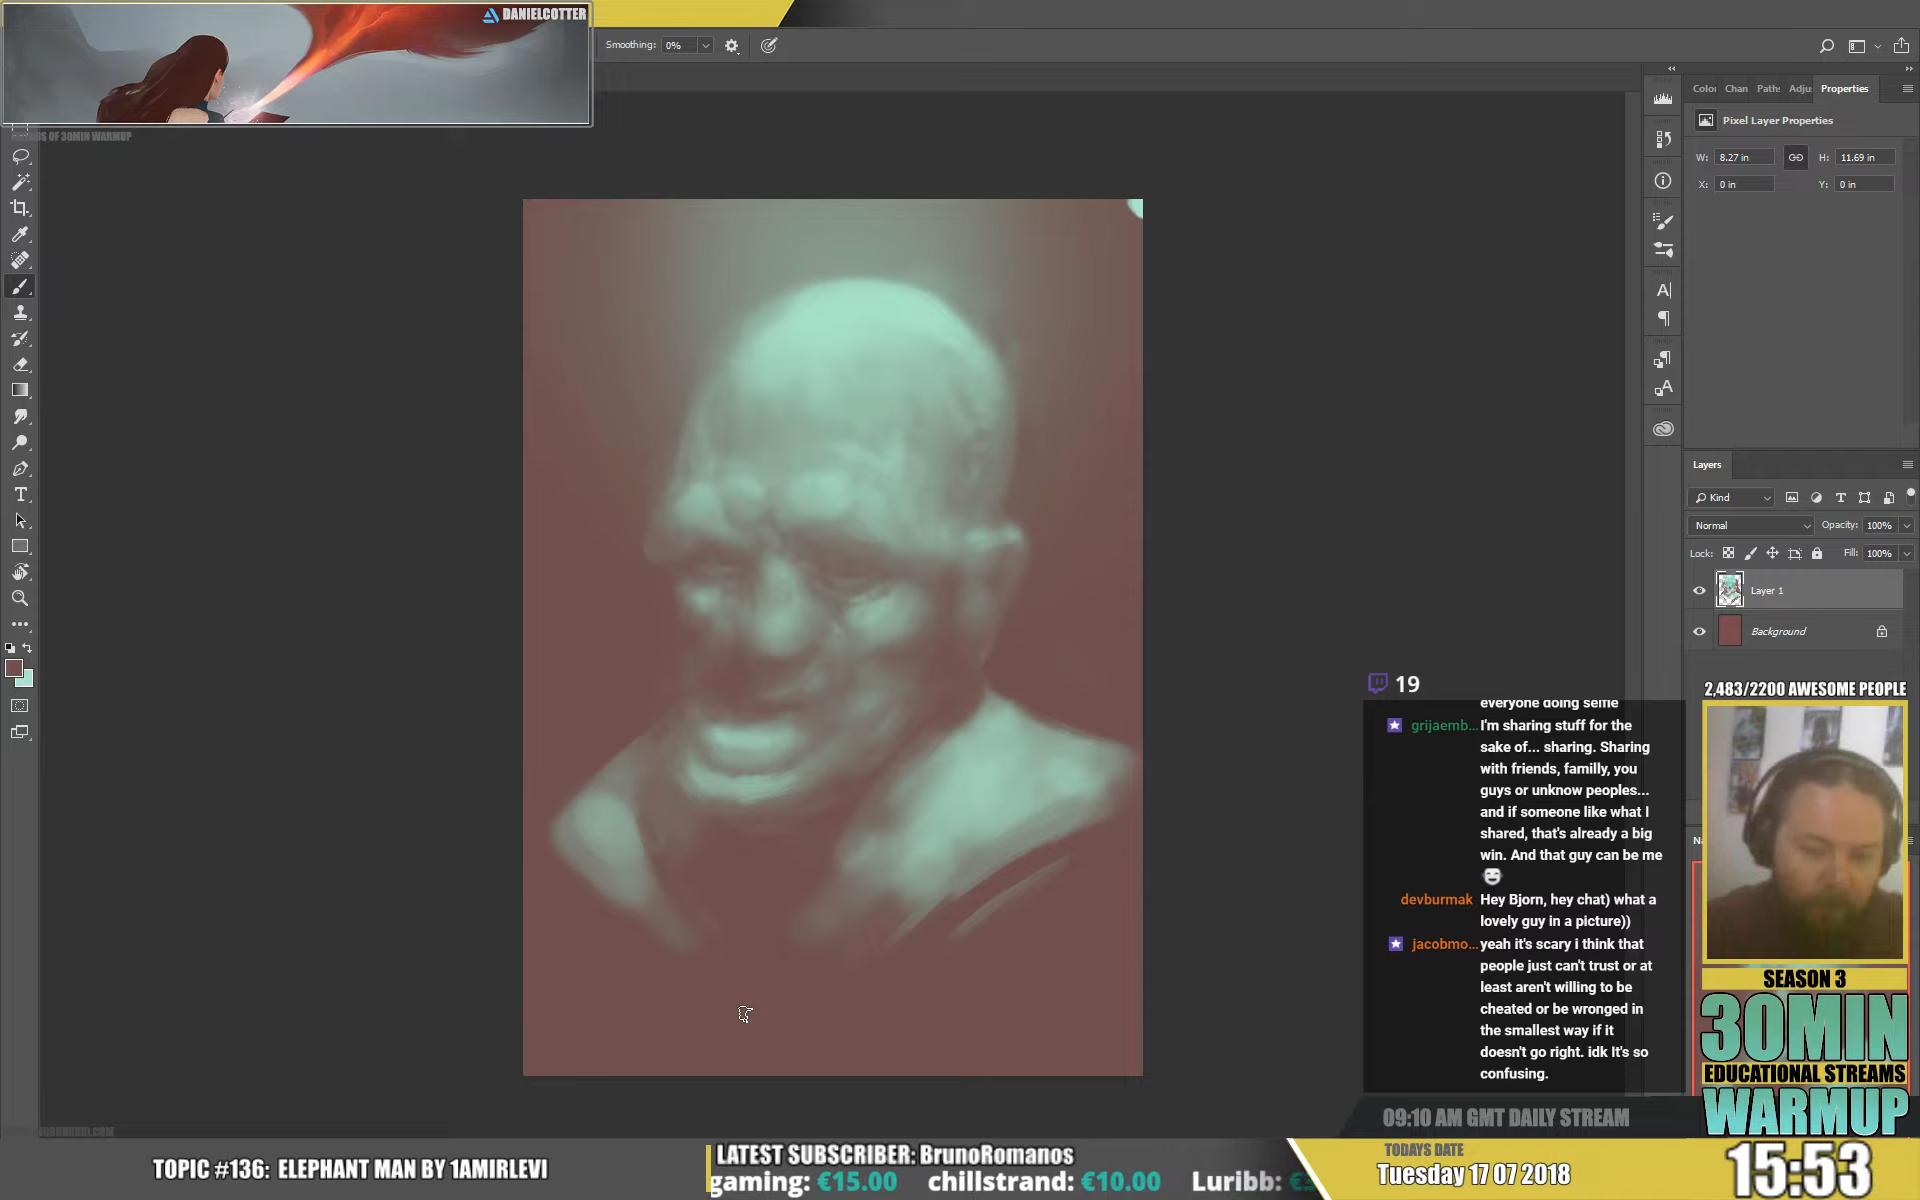 DANIELCOTTER
Smoothing: 0%
S OF 30MIN WARMUP
Color Chan Paths Adju Properties
Pixel Layer Properties
W: 8.27 in H: 11.69 in
X: 0 in Y: 0 in
Layers
Kind
Normal Opacity: 100%
Lock: Fill: 100%
Layer 1
Background
2,483/2200 AWESOME PEOPLE
19
everyone doing selfie
grijaemb... I'm sharing stuff for the
sake of... sharing. Sharing
with friends, familly, you
guys or unknow peoples...
and if someone like what I
shared, that's already a big
win. And that guy can be me
devburmak Hey Bjorn, hey chat) what a
lovely guy in a picture))
jacobmo... yeah it's scary i think that
people just can't trust or at
least aren't willing to be
cheated or be wronged in
the smallest way if it
doesn't go right. idk It's so
confusing.
SEASON 3
30MIN
EDUCATIONAL STREAMS
WARMUP
09:10 AM GMT DAILY STREAM
TOPIC #136: ELEPHANT MAN BY 1AMIRLEVI
LATEST SUBSCRIBER: BrunoRomanos
gaming: €15.00 chillstrand: €10.00 Luribb:
TODAYS DATE
Tuesday 17 07 2018
15:53